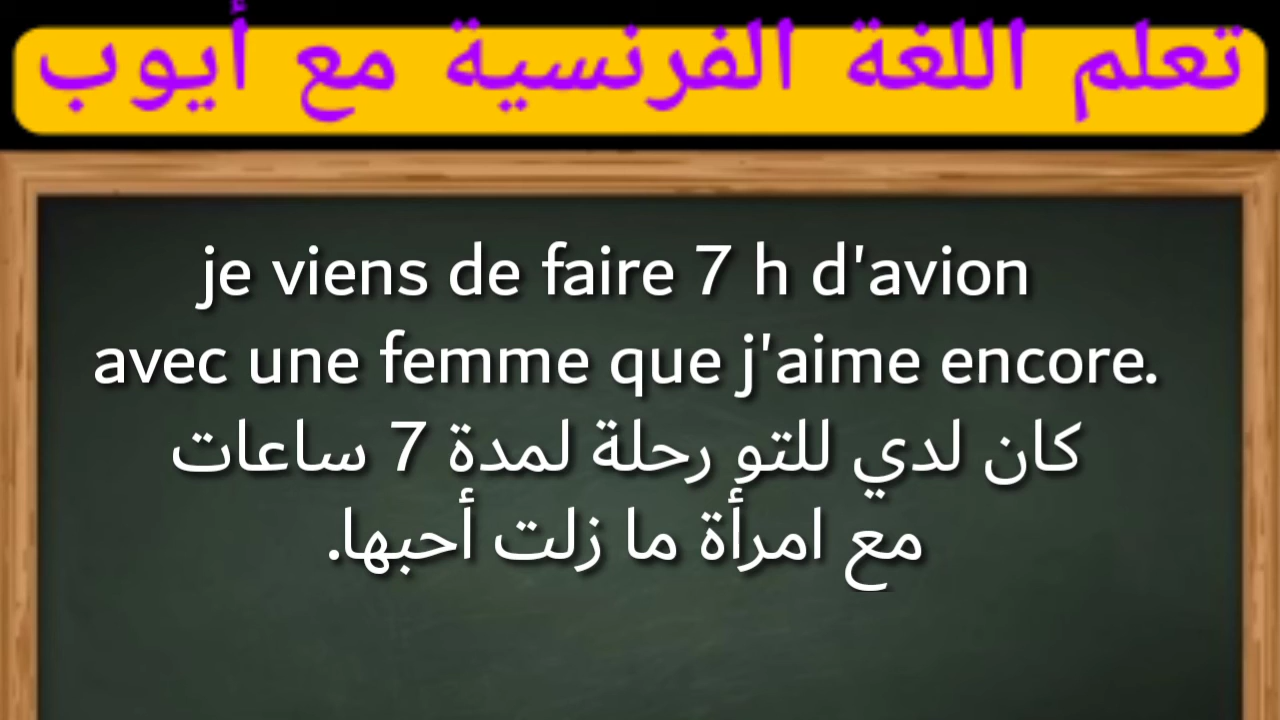 تعلم اللغة الفرنسية مع أيوب
je viens de faire 7 h d'avion
avec une femme que j'aime encore.
كان لدي للتو رحلة لمدة 7 ساعات
مع امرأة ما زلت أحبها.